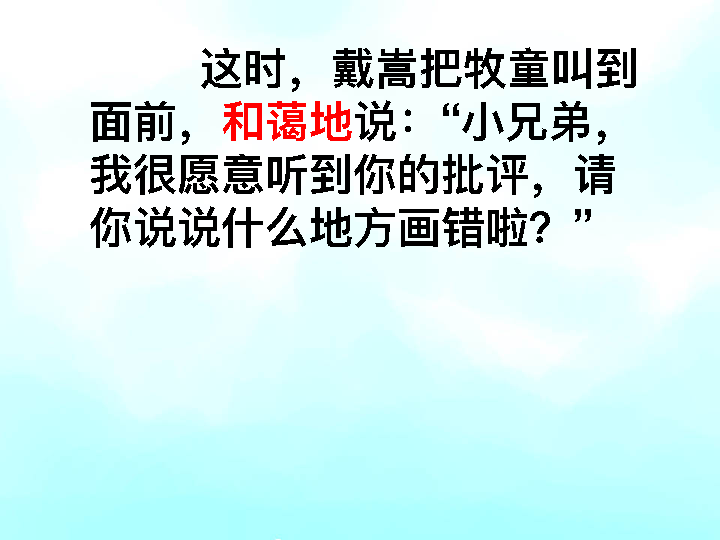 这时，戴嵩把牧童叫到
面前，和蔼地说：“小兄弟，
我很愿意听到你的批评，请
你说说什么地方画错啦？”